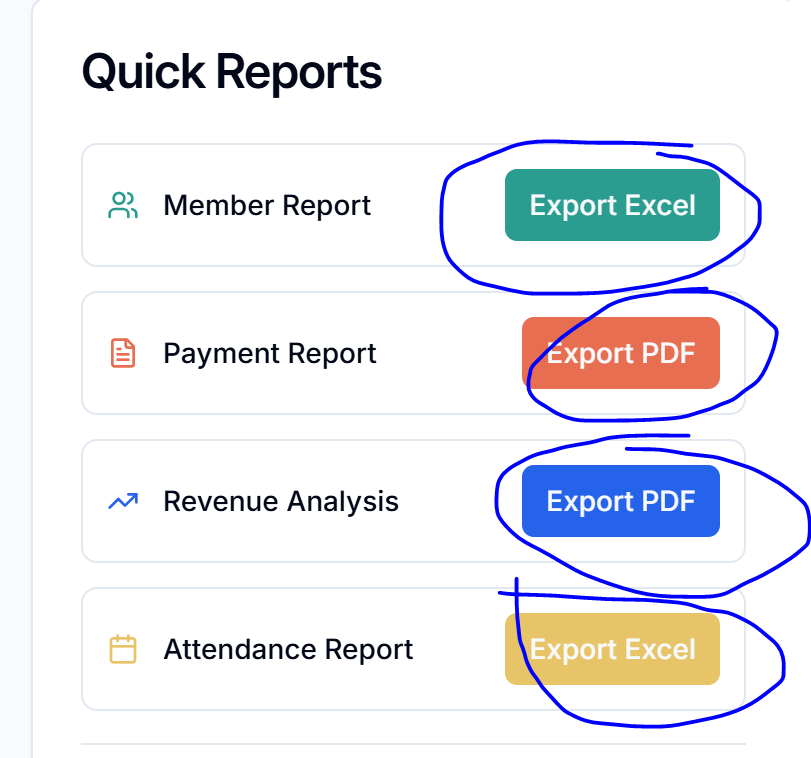 Quick Reports
Member Report Export Excel
Payment Report Export PDF
Revenue Analysis Export PDF
Attendance Report Export Excel